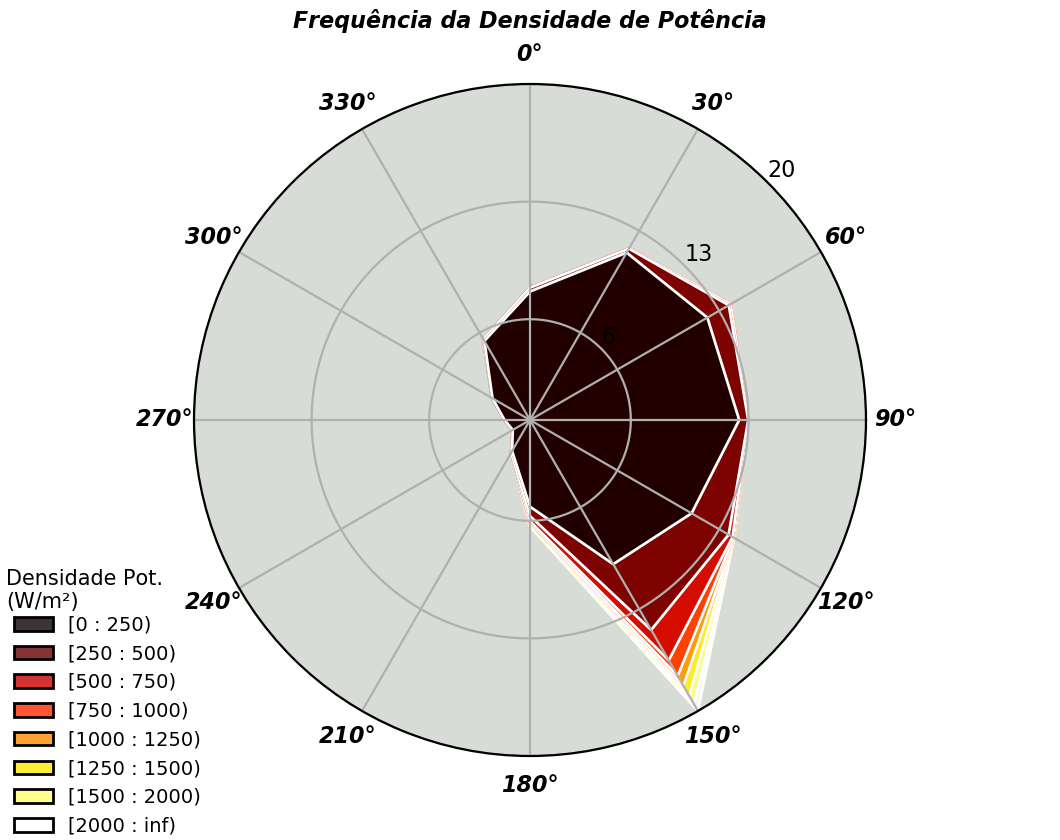 Frequência da Densidade de Potência
0°
330°
30°
20
300°
60°
13
6
270°
90°
240°
120°
210°
150°
180°
Densidade Pot.
(W/m²)
[0 : 250)
[250 : 500)
[500 : 750)
[750 : 1000)
[1000 : 1250)
[1250 : 1500)
[1500 : 2000)
[2000 : inf)